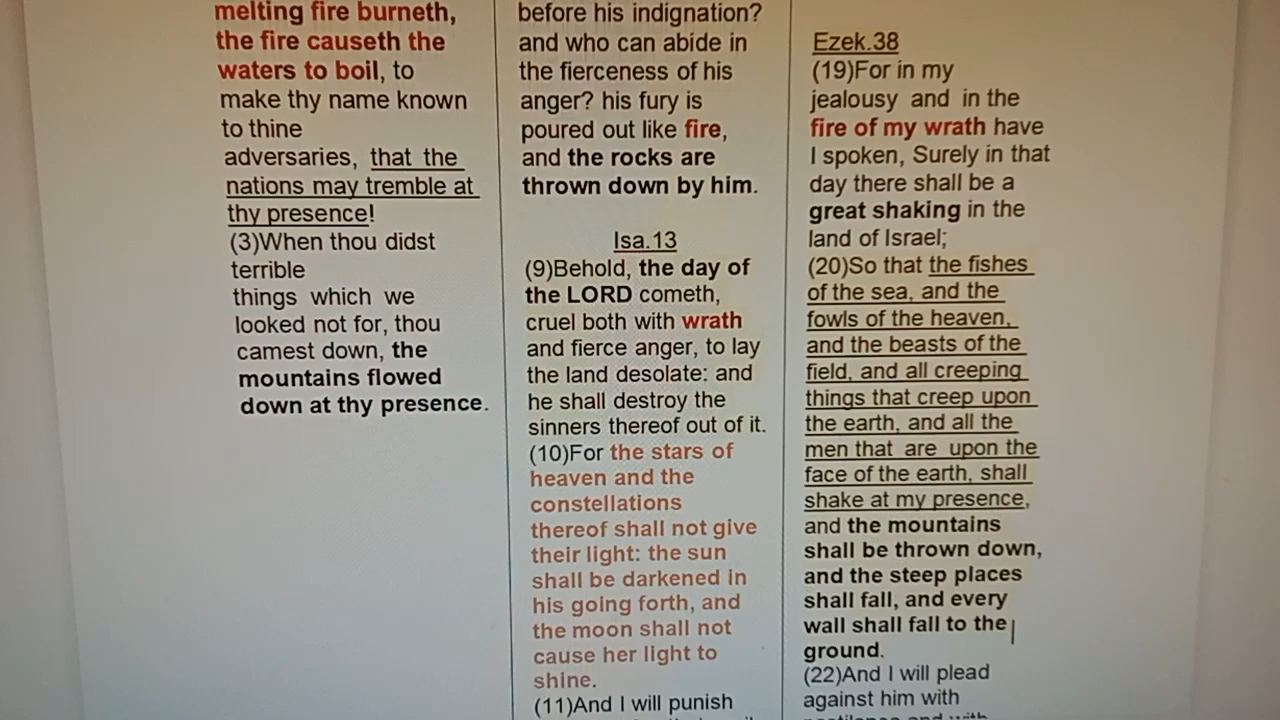 melting fire burneth,
the fire causeth the
waters to boil, to
make thy name known
to thine
adversaries, that the
nations may tremble at
thy presence!
(3)When thou didst
terrible
things which we
looked not for, thou
camest down, the
mountains flowed
down at thy presence.
before his indignation?
and who can abide in
the fierceness of his
anger? his fury is
poured out like fire,
and the rocks are
thrown down by him.
Isa.13
(9)Behold, the day of
the LORD cometh,
cruel both with wrath
and fierce anger, to lay
the land desolate: and
he shall destroy the
sinners thereof out of it.
(10)For the stars of
heaven and the
constellations
thereof shall not give
their light: the sun
shall be darkened in
his going forth, and
the moon shall not
cause her light to
shine.
(11)And I will punish
Ezek.38
(19)For in my
jealousy and in the
fire of my wrath have
I spoken, Surely in that
day there shall be a
great shaking in the
land of Israel;
(20)So that the fishes
of the sea, and the
fowls of the heaven,
and the beasts of the
field, and all creeping
things that creep upon
the earth, and all the
men that are upon the
face of the earth, shall
shake at my presence,
and the mountains
shall be thrown down,
and the steep places
shall fall, and every
wall shall fall to the
ground.
(22)And I will plead
against him with